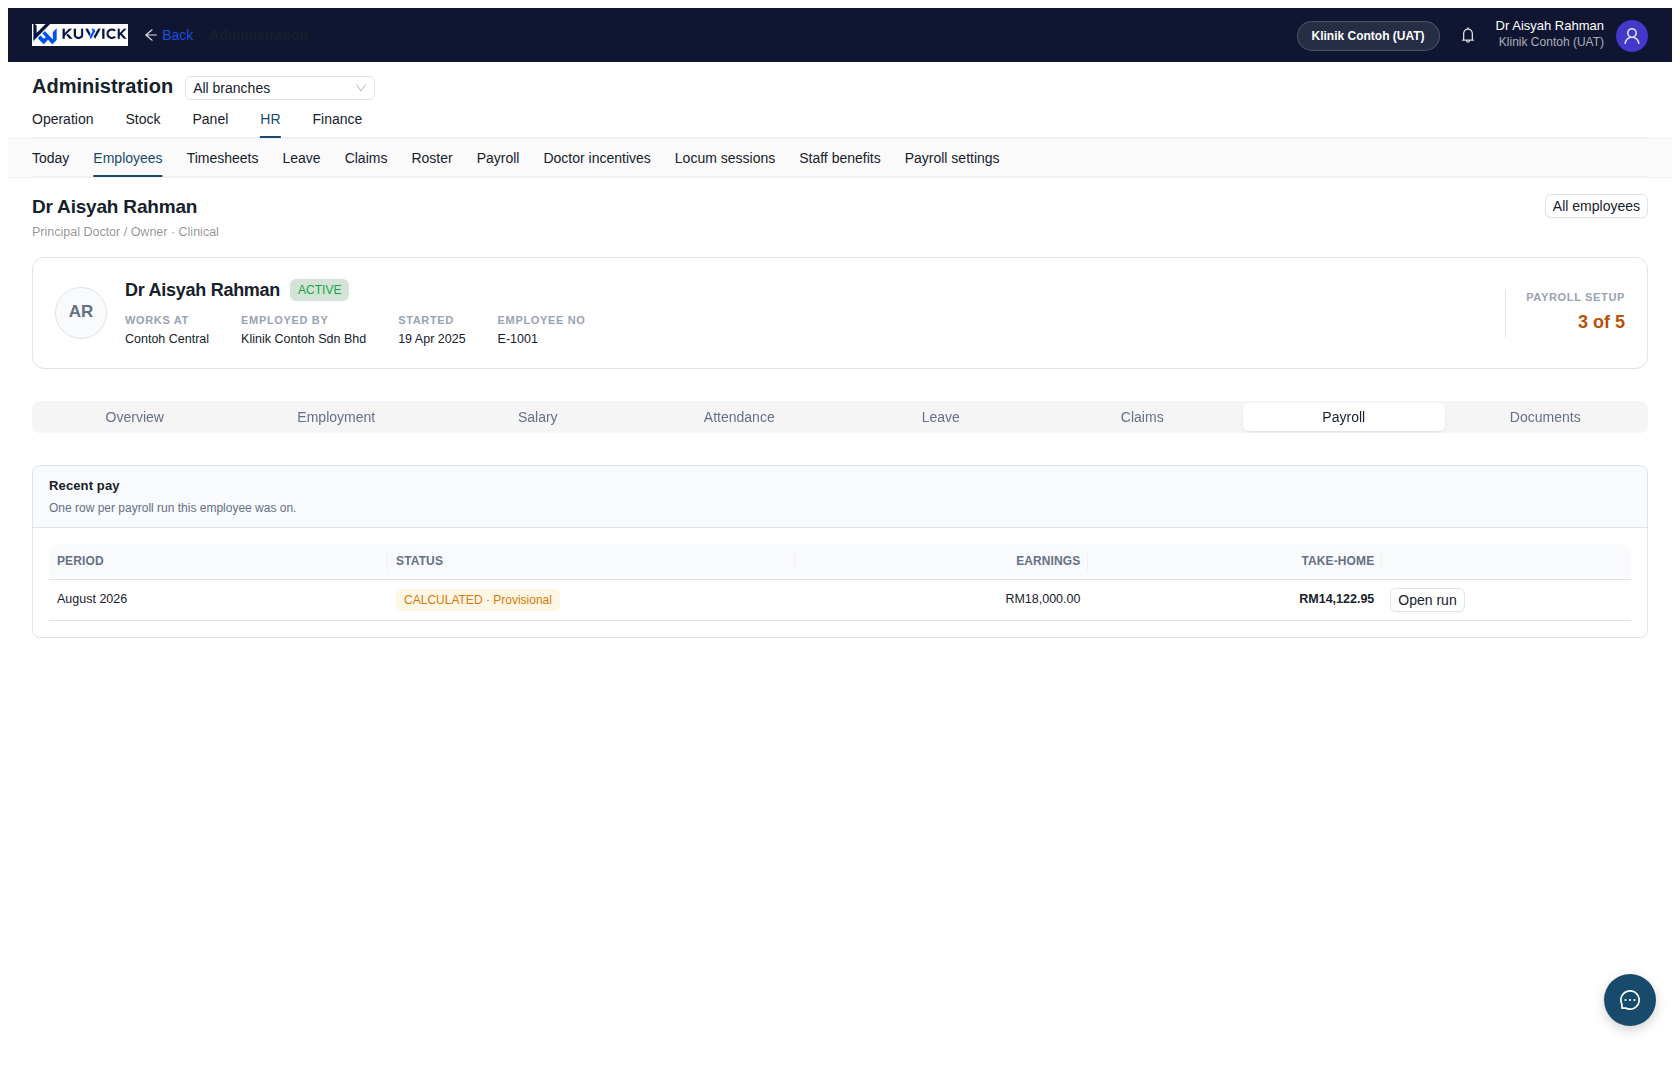 KUWICK
Back Administration
Klinik Contoh (UAT)
Dr Aisyah Rahman
Klinik Contoh (UAT)
Administration
All branches
Operation Stock Panel HR Finance
Today Employees Timesheets Leave Claims Roster Payroll Doctor incentives Locum sessions Staff benefits Payroll settings
Dr Aisyah Rahman
All employees
Principal Doctor / Owner · Clinical
AR
Dr Aisyah Rahman ACTIVE
WORKS AT EMPLOYED BY STARTED EMPLOYEE NO
Contoh Central Klinik Contoh Sdn Bhd 19 Apr 2025 E-1001
PAYROLL SETUP
3 of 5
Overview Employment Salary Attendance Leave Claims Payroll Documents
Recent pay
One row per payroll run this employee was on.
PERIOD STATUS EARNINGS TAKE-HOME
August 2026 CALCULATED · Provisional RM18,000.00 RM14,122.95 Open run